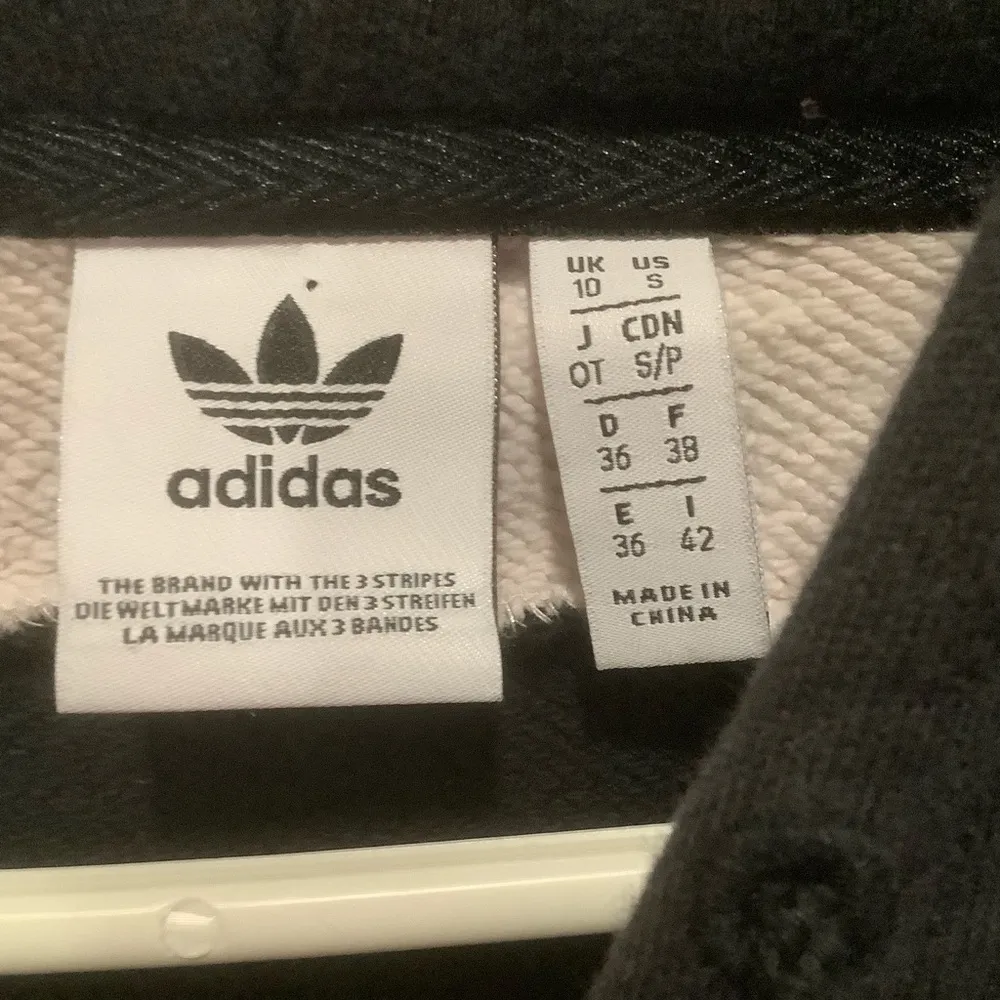 adidas
THE BRAND WITH THE 3 STRIPES
DIE WELTMARKE MIT DEN 3 STREIFEN
LA MARQUE AUX 3 BANDES
UK US
10 S
J CDN
OT S/P
D F
36 38
E I
36 42
MADE IN
CHINA